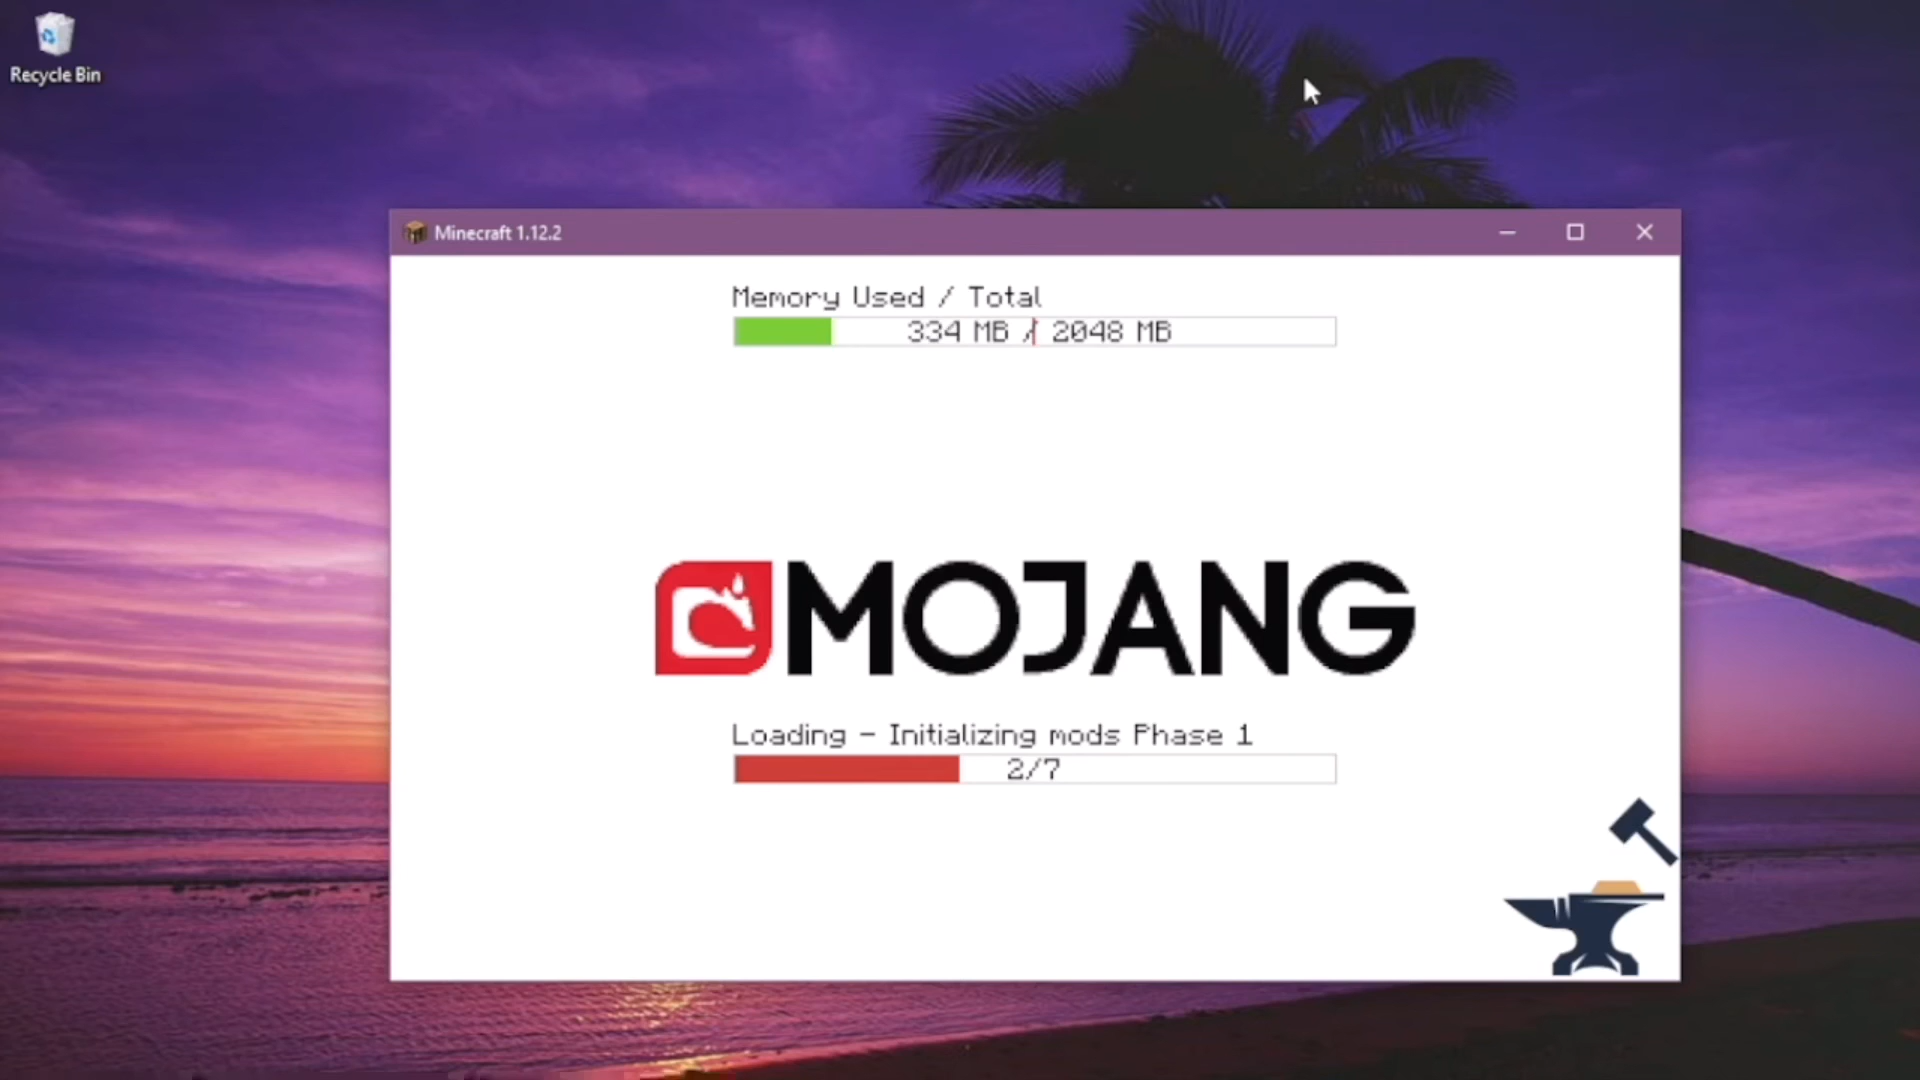 Recycle Bin
Minecraft 1.12.2
Memory Used / Total
334 MB / 2048 MB
MOJANG
Loading - Initializing mods Phase 1
2/7